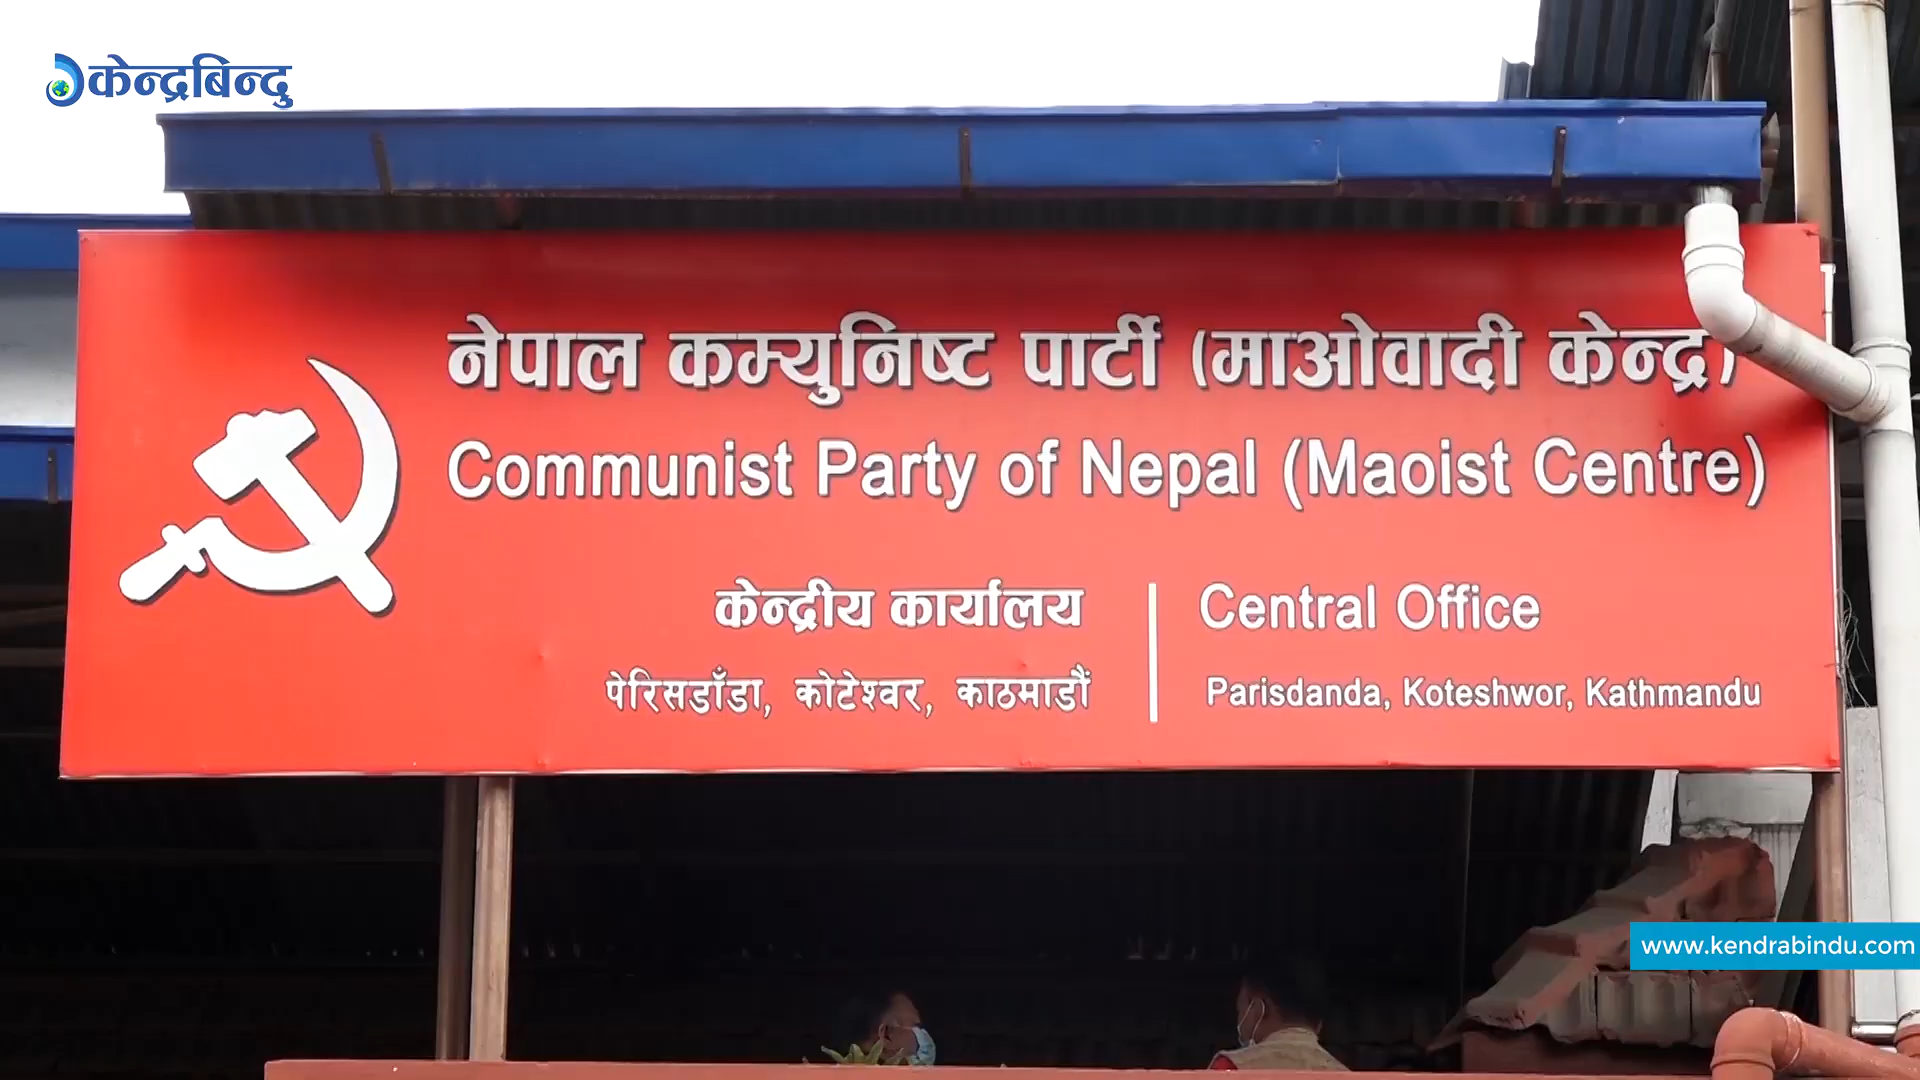 केन्द्रबिन्दु
नेपाल कम्युनिष्ट पार्टी (माओवादी केन्द्र)
Communist Party of Nepal (Maoist Centre)
केन्द्रीय कार्यालय
पेरिसडाँडा, कोटेश्वर, काठमाडौं
Central Office
Parisdanda, Koteshwor, Kathmandu
www.kendrabindu.com